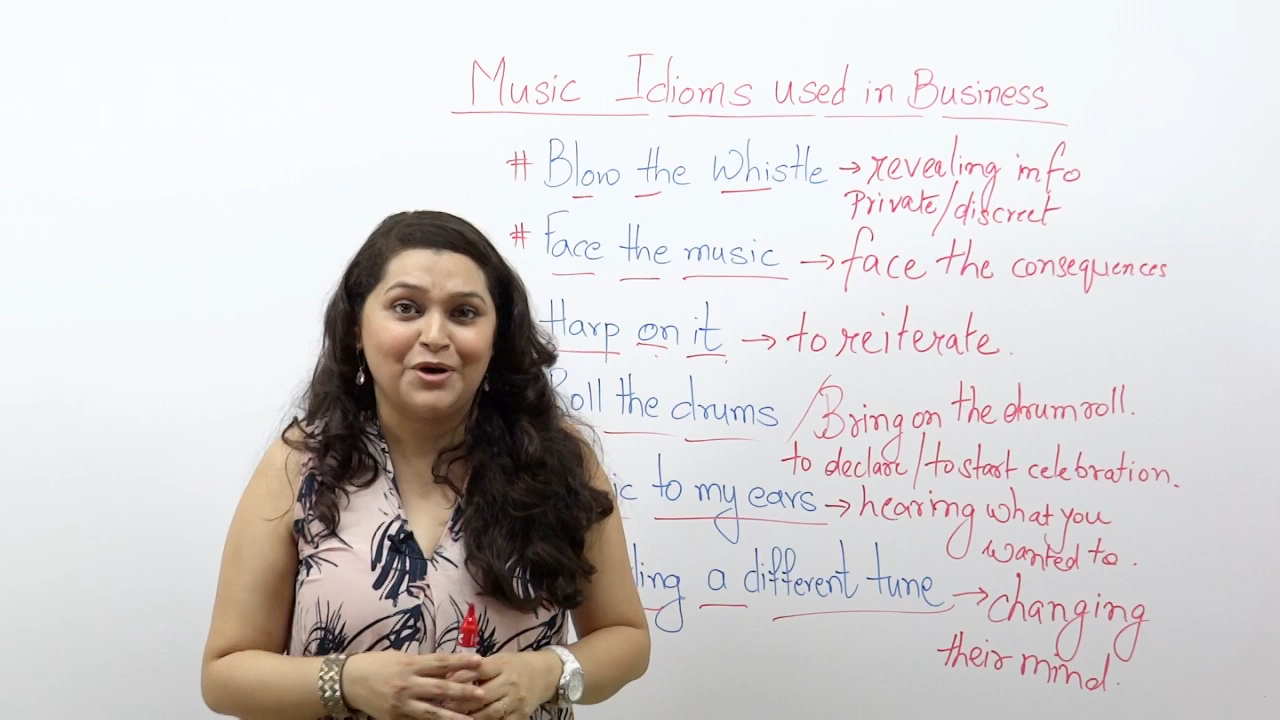 Music Idioms used in Business
# Blow the Whistle → revealing info
Private/discreet
# Face the music → face the consequences
Harp on it → to reiterate.
Roll the drums / Bring on the drumroll.
to declare / to start celebration.
to my ears → hearing what you
wanted to.
a different tune → changing
their mind.